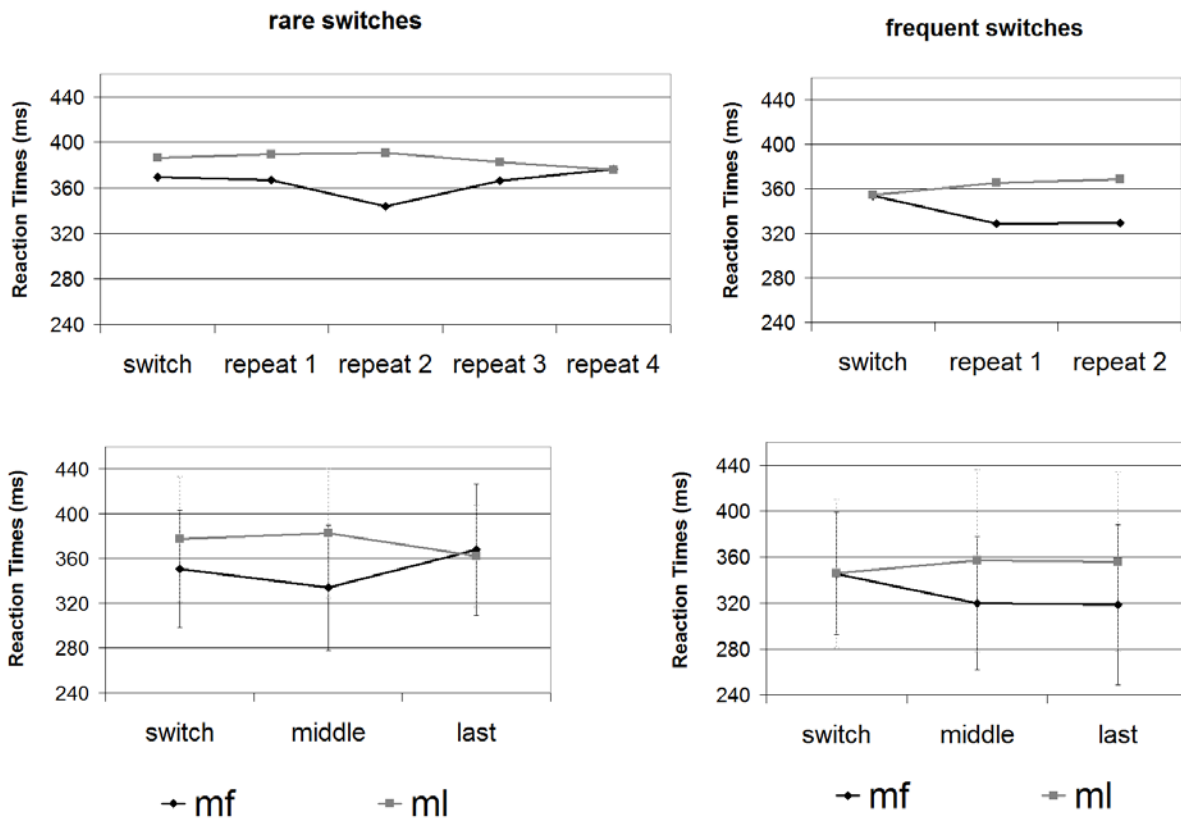 rare switches
frequent switches
Reaction Times (ms)
440
400
360
320
280
240
switch repeat 1 repeat 2 repeat 3 repeat 4
Reaction Times (ms)
440
400
360
320
280
240
switch repeat 1 repeat 2
Reaction Times (ms)
440
400
360
320
280
240
switch middle last
Reaction Times (ms)
440
400
360
320
280
240
switch middle last
mf ml
mf ml